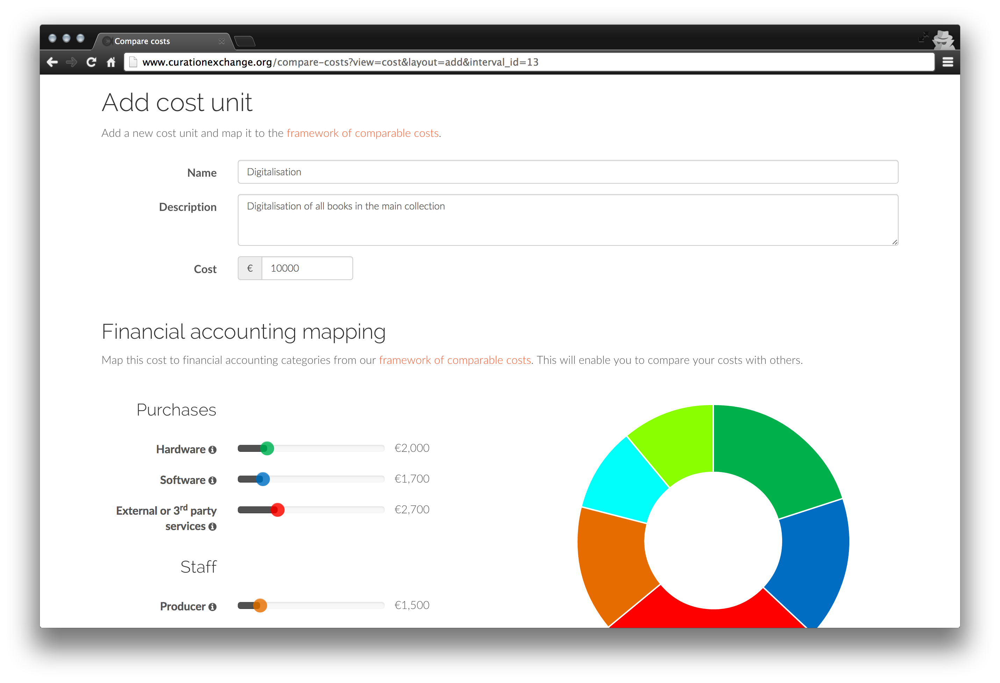 Compare costs
www.curationexchange.org/compare-costs?view=cost&layout=add&interval_id=13
Add cost unit
Add a new cost unit and map it to the framework of comparable costs.
Name
Digitalisation
Description
Digitalisation of all books in the main collection
Cost
€ 10000
Financial accounting mapping
Map this cost to financial accounting categories from our framework of comparable costs. This will enable you to compare your costs with others.
Purchases
Hardware €2,000
Software €1,700
External or 3rd party
services
€2,700
Staff
Producer €1,500